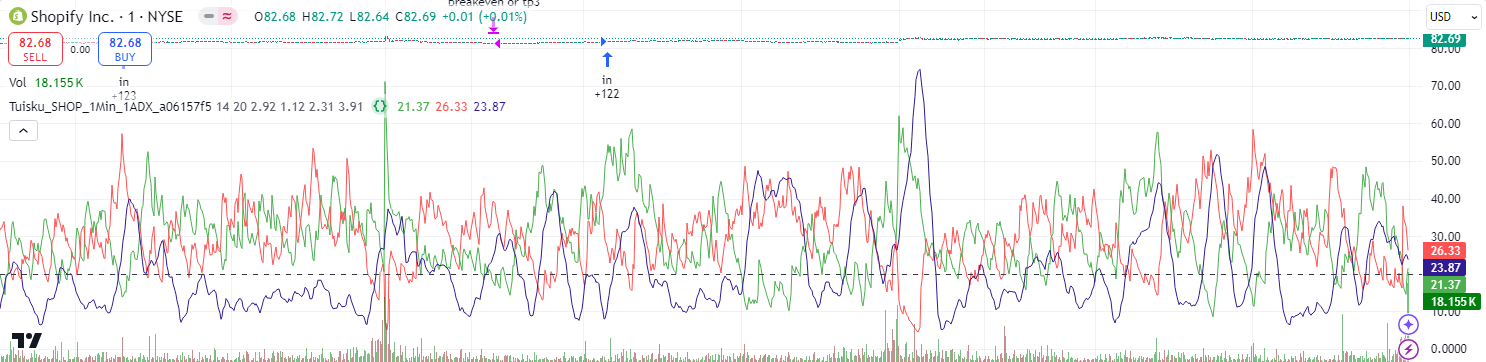 breakeven or tp3
Shopify Inc. · 1 · NYSE O82.68 H82.72 L82.64 C82.69 +0.01 (+0.01%)
USD
82.68
SELL
0.00
82.68
BUY
82.69
80.00
Vol 18.155 K
in
+123
in
+122
70.00
Tuisku_SHOP_1Min_1ADX_a06157f5 14 20 2.92 1.12 2.31 3.91 {} 21.37 26.33 23.87
60.00
50.00
40.00
30.00
26.33
23.87
21.37
18.155 K
10.00
0.0000